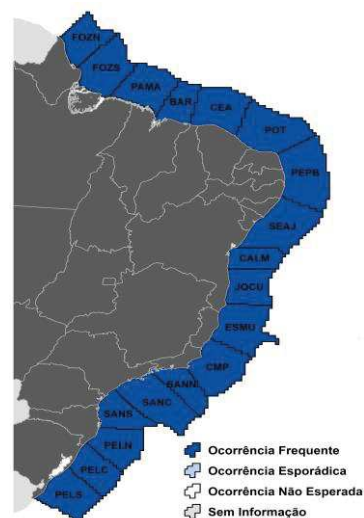 FOZN
FOZS
PAMA
BAR
CEA
POT
PEPB
SEAJ
CALM
JQCU
ESMU
CMP
BANN
SANC
SANS
PELN
PELC
PELS
Ocorrência Frequente
Ocorrência Esporádica
Ocorrência Não Esperada
Sem Informação